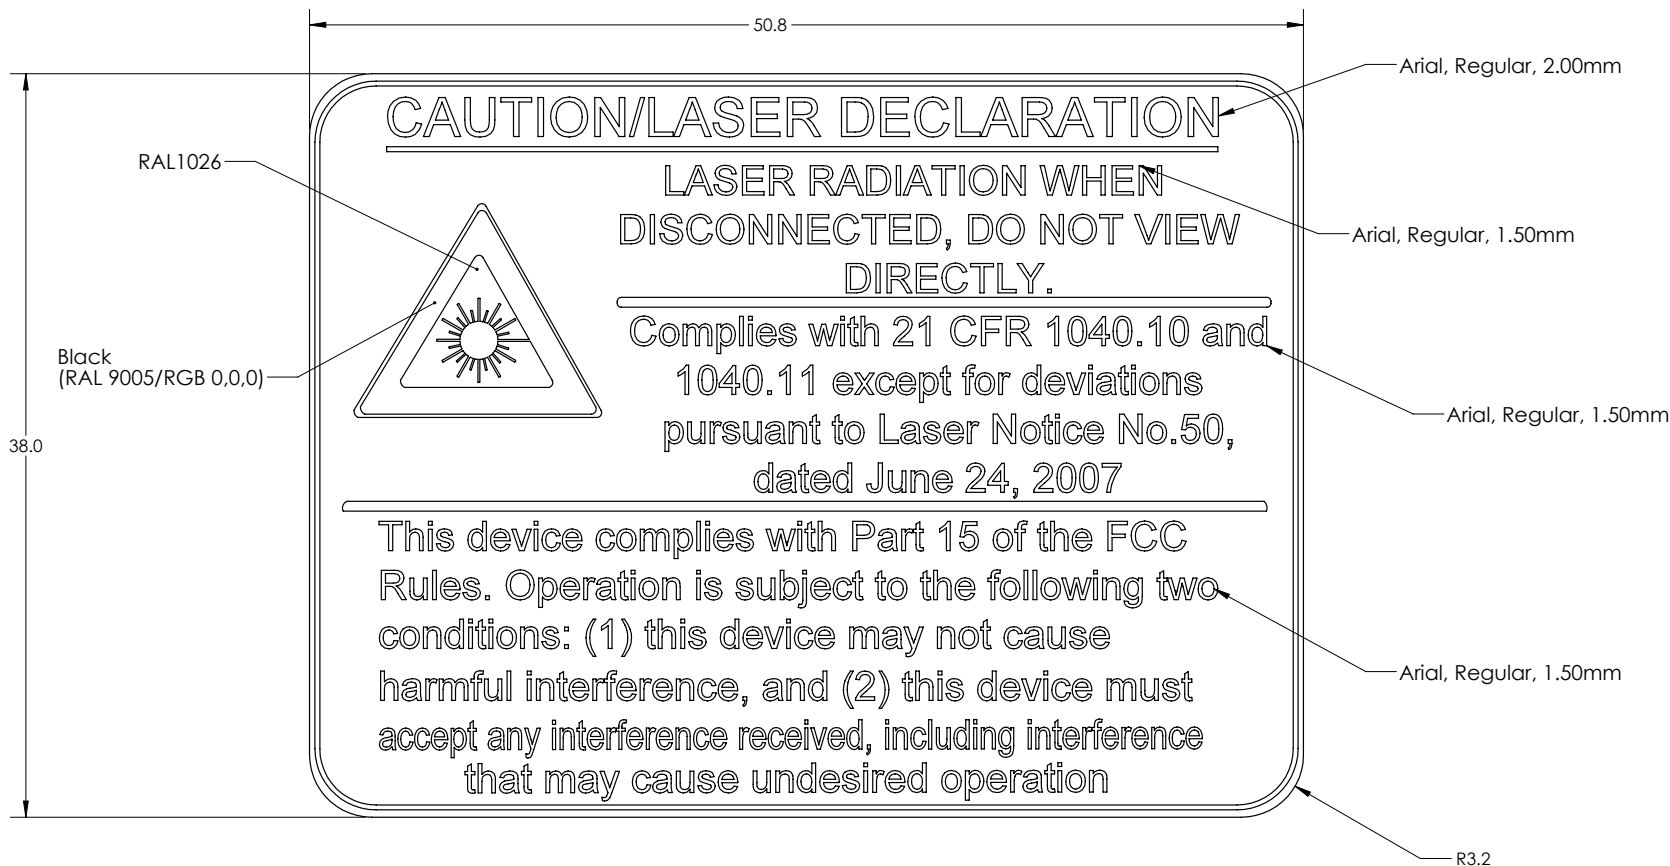 50.8
Arial, Regular, 2.00mm
CAUTION/LASER DECLARATION
RAL1026
LASER RADIATION WHEN
DISCONNECTED, DO NOT VIEW
DIRECTLY.
Arial, Regular, 1.50mm
Complies with 21 CFR 1040.10 and
1040.11 except for deviations
pursuant to Laser Notice No.50,
dated June 24, 2007
Black
(RAL 9005/RGB 0,0,0)
Arial, Regular, 1.50mm
38.0
This device complies with Part 15 of the FCC
Rules. Operation is subject to the following two
conditions: (1) this device may not cause
harmful interference, and (2) this device must
accept any interference received, including interference
that may cause undesired operation
Arial, Regular, 1.50mm
R3.2